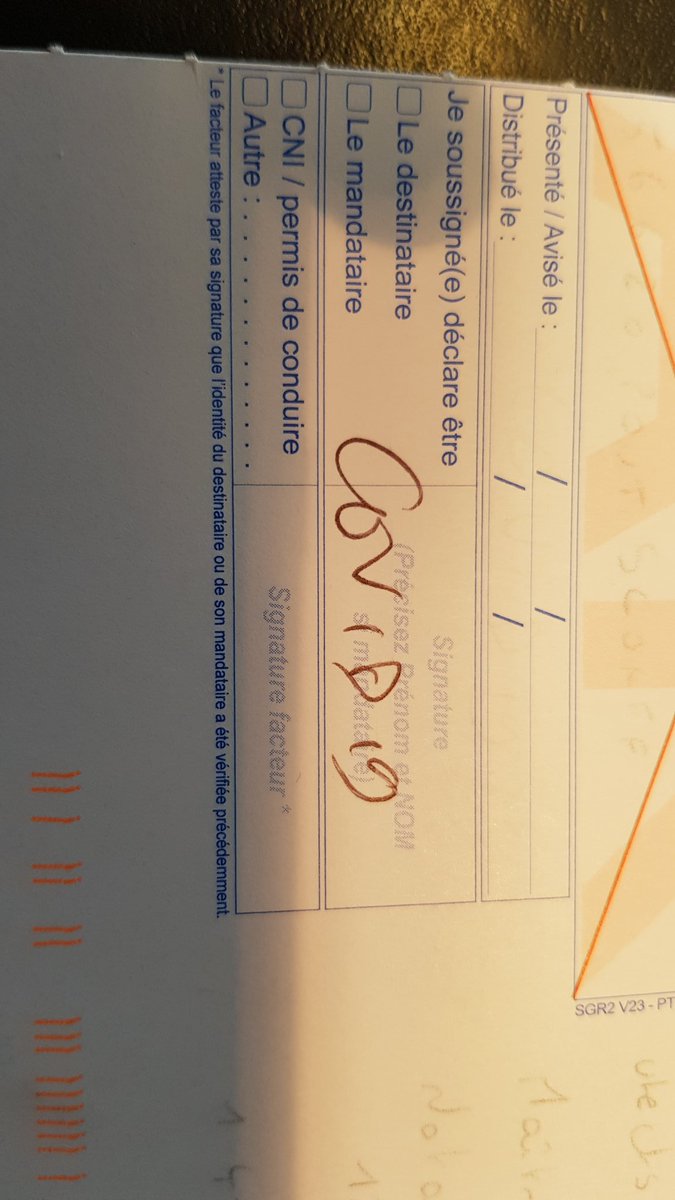 SGR2 V23 - PT
Présenté / Avisé le : / /
Distribué le : / /
Je soussigné(e) déclare être
Le destinataire
Le mandataire
Signature
(Précisez Prénom et NOM
si mandataire)
COViD 19
CNI / permis de conduire
Autre : . . . . . . . . . . . . .
Signature facteur *
* Le facteur atteste par sa signature que l'identité du destinataire ou de son mandataire a été vérifiée précédemment.